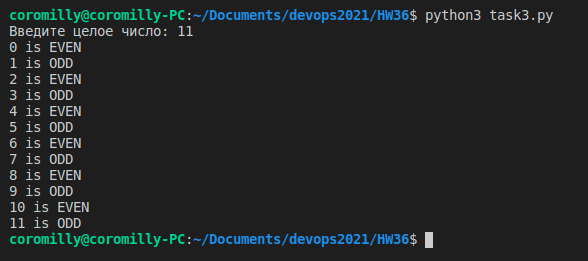 coromilly@coromilly-PC:~/Documents/devops2021/HW36$ python3 task3.py
Введите целое число: 11
0 is EVEN
1 is ODD
2 is EVEN
3 is ODD
4 is EVEN
5 is ODD
6 is EVEN
7 is ODD
8 is EVEN
9 is ODD
10 is EVEN
11 is ODD
coromilly@coromilly-PC:~/Documents/devops2021/HW36$